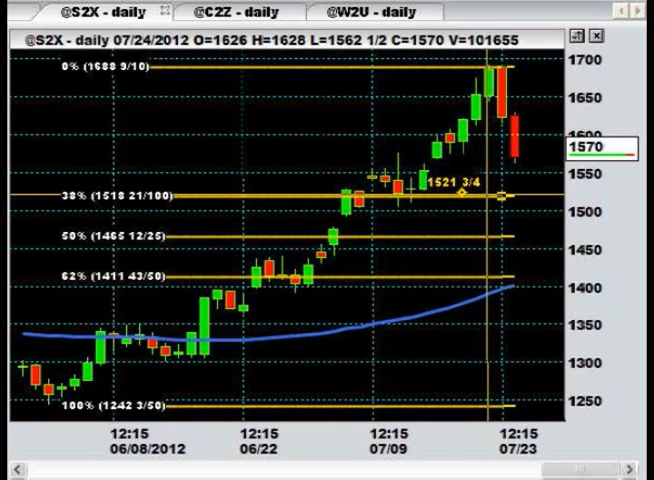 @S2X - daily
@C2Z - daily
@W2U - daily
@S2X - daily 07/24/2012 O=1626 H=1628 L=1562 1/2 C=1570 V=101655
0% (1688 9/10)
38% (1518 21/100)
1521 3/4
50% (1465 12/25)
62% (1411 43/50)
100% (1242 3/50)
1700
1650
1600
1570
1550
1500
1450
1400
1350
1300
1250
12:15 12:15 12:15 12:15
06/08/2012 06/22 07/09 07/23